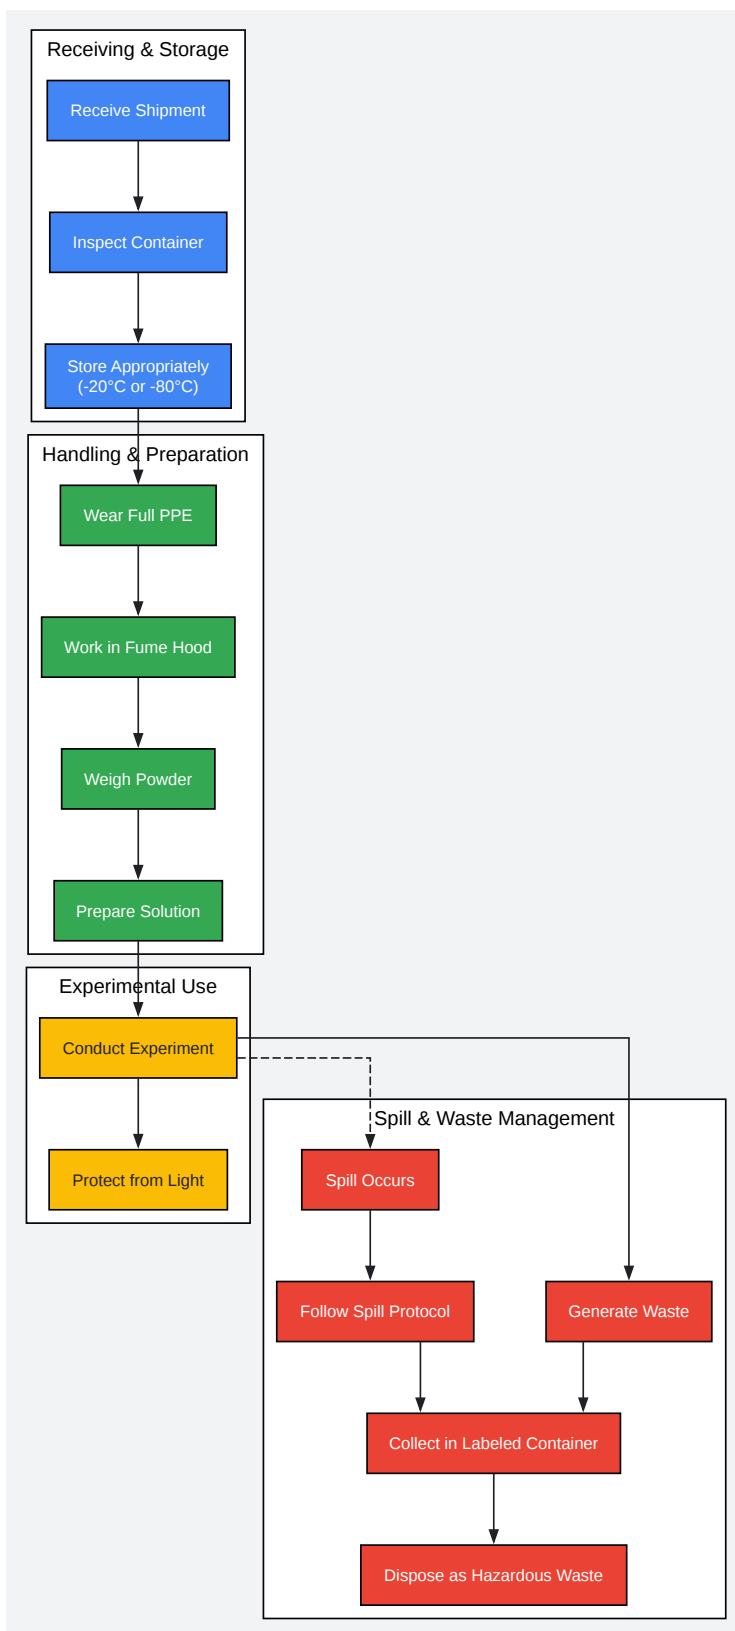 Receiving & Storage
Receive Shipment
Inspect Container
Store Appropriately
(-20°C or -80°C)
Handling & Preparation
Wear Full PPE
Work in Fume Hood
Weigh Powder
Prepare Solution
Experimental Use
Conduct Experiment
Protect from Light
Spill & Waste Management
Spill Occurs
Follow Spill Protocol
Generate Waste
Collect in Labeled Container
Dispose as Hazardous Waste